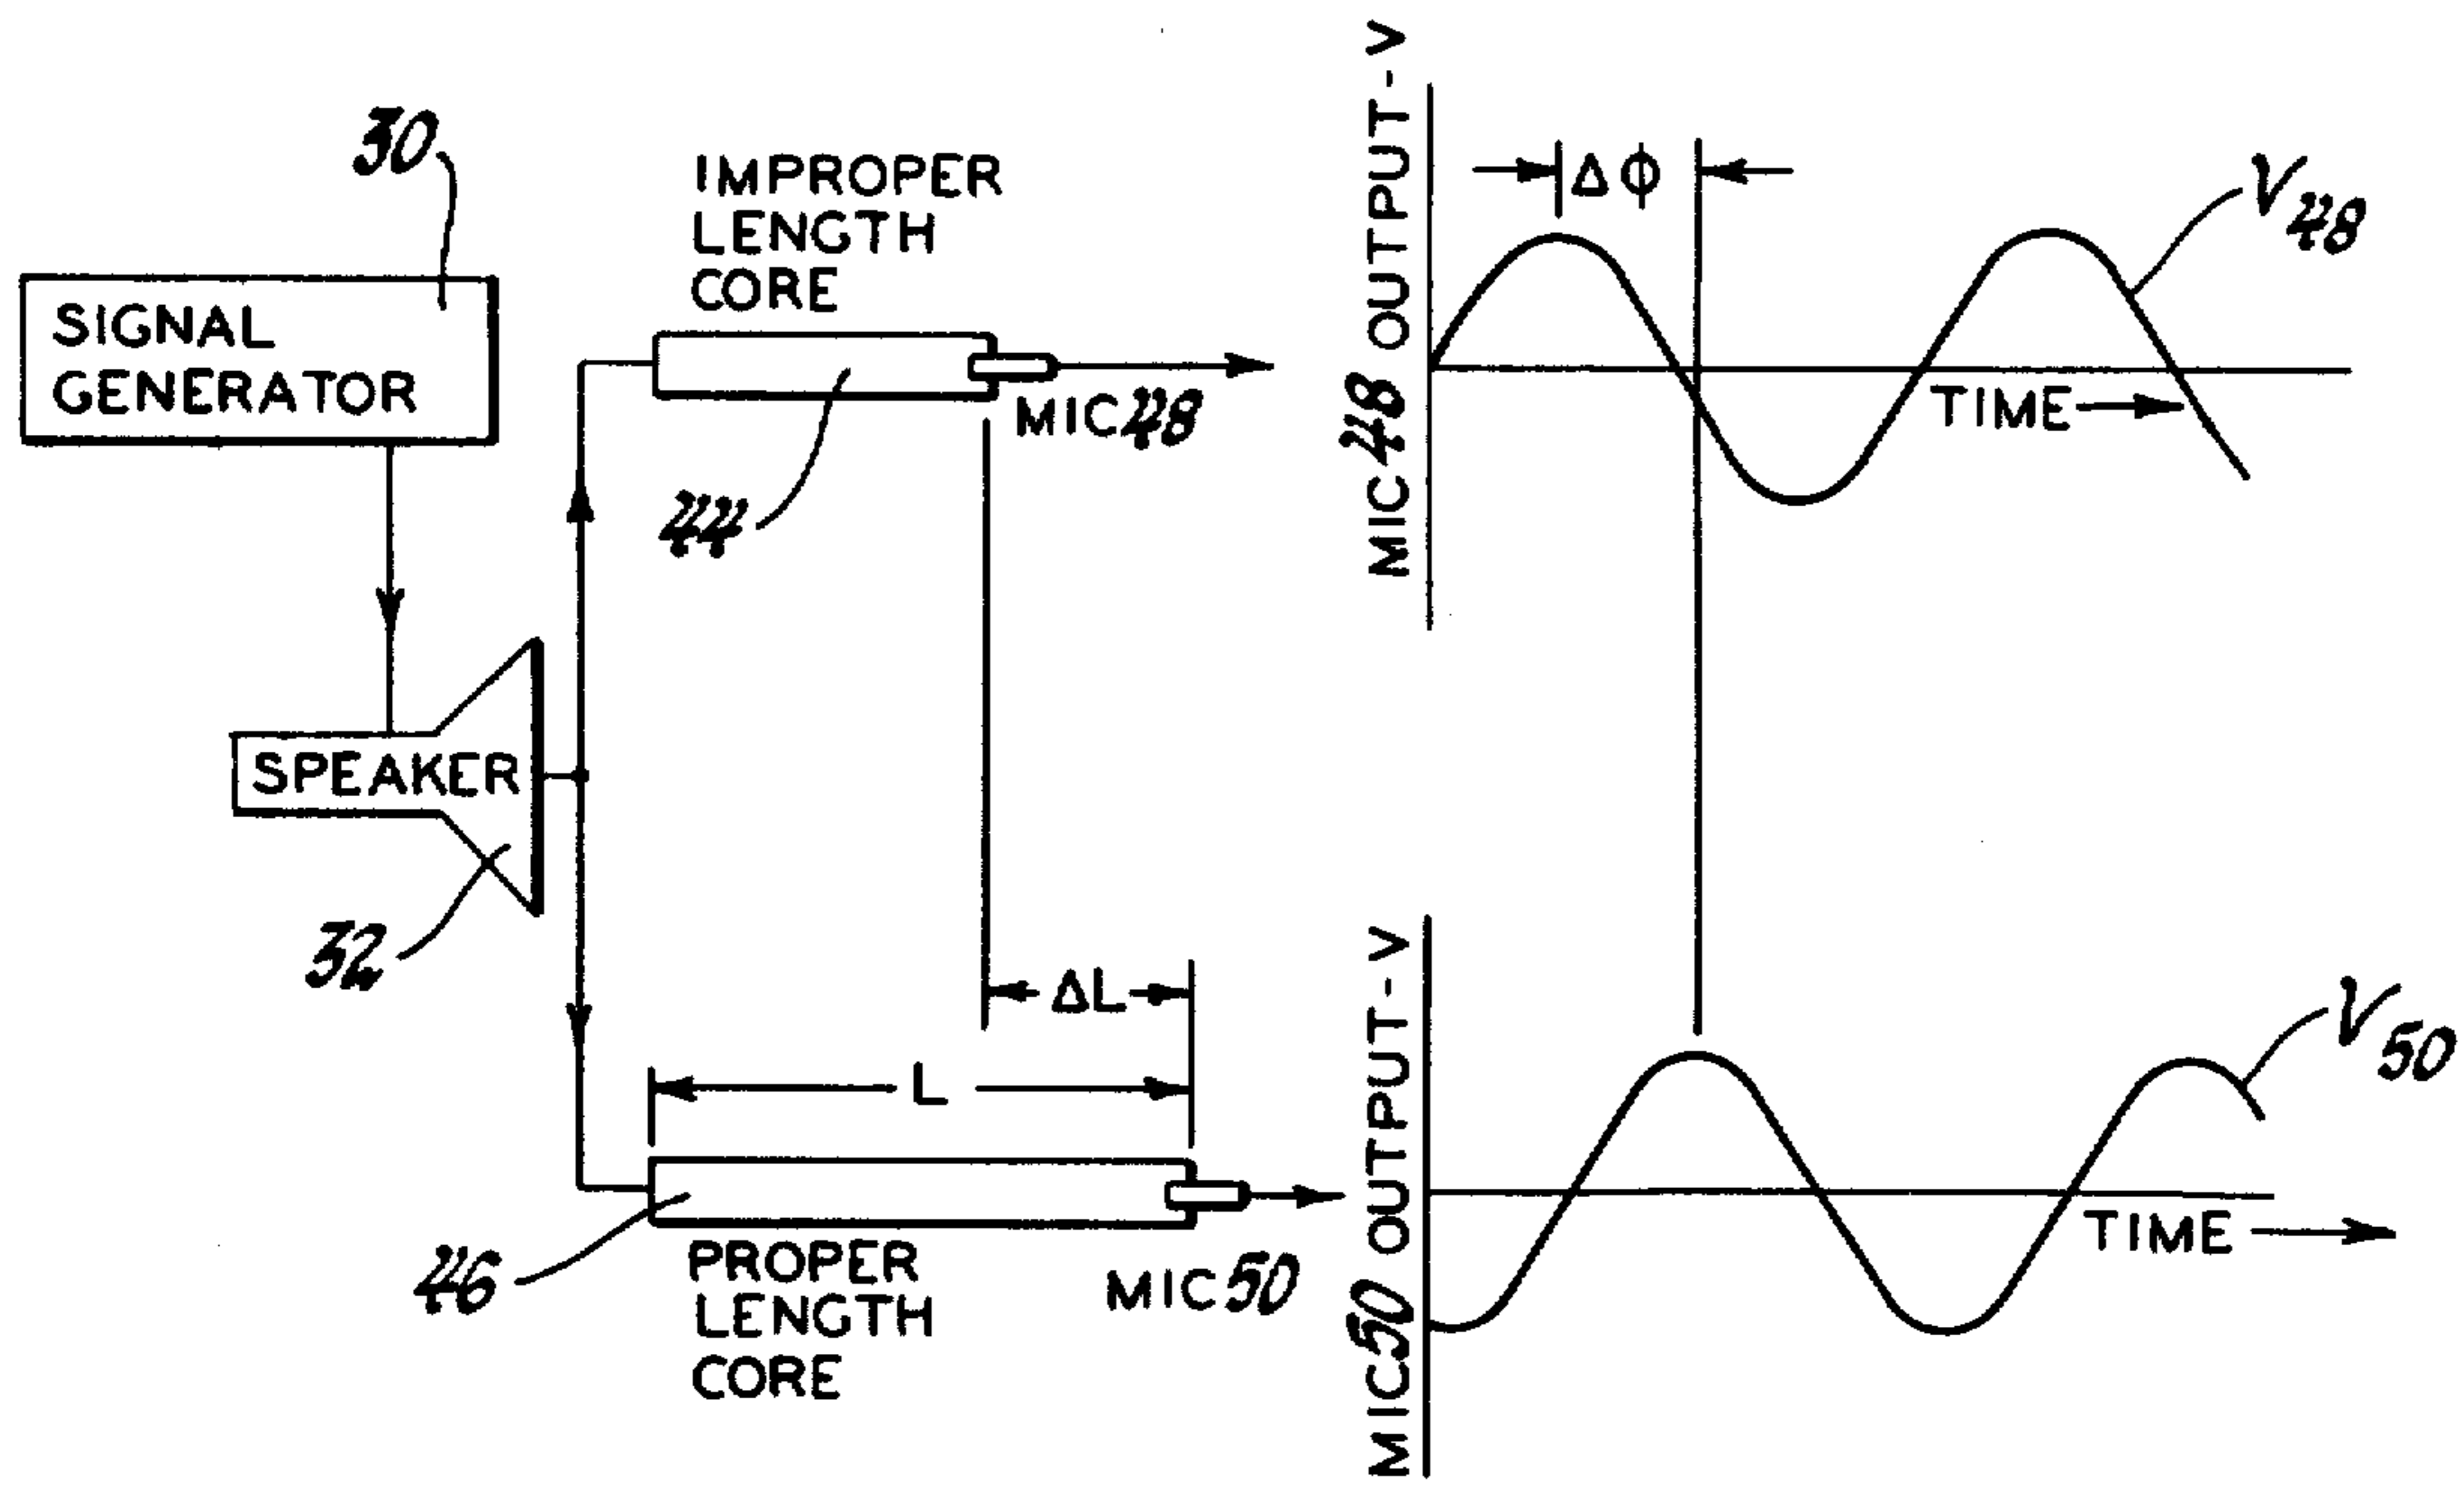 30
SIGNAL
GENERATOR
IMPROPER
LENGTH
CORE
MIC 48
44
SPEAKER
32
ΔL
L
46
PROPER
LENGTH
CORE
MIC 50
MIC 48 OUTPUT - V
Δϕ
V48
TIME
MIC 50 OUTPUT - V
V50
TIME